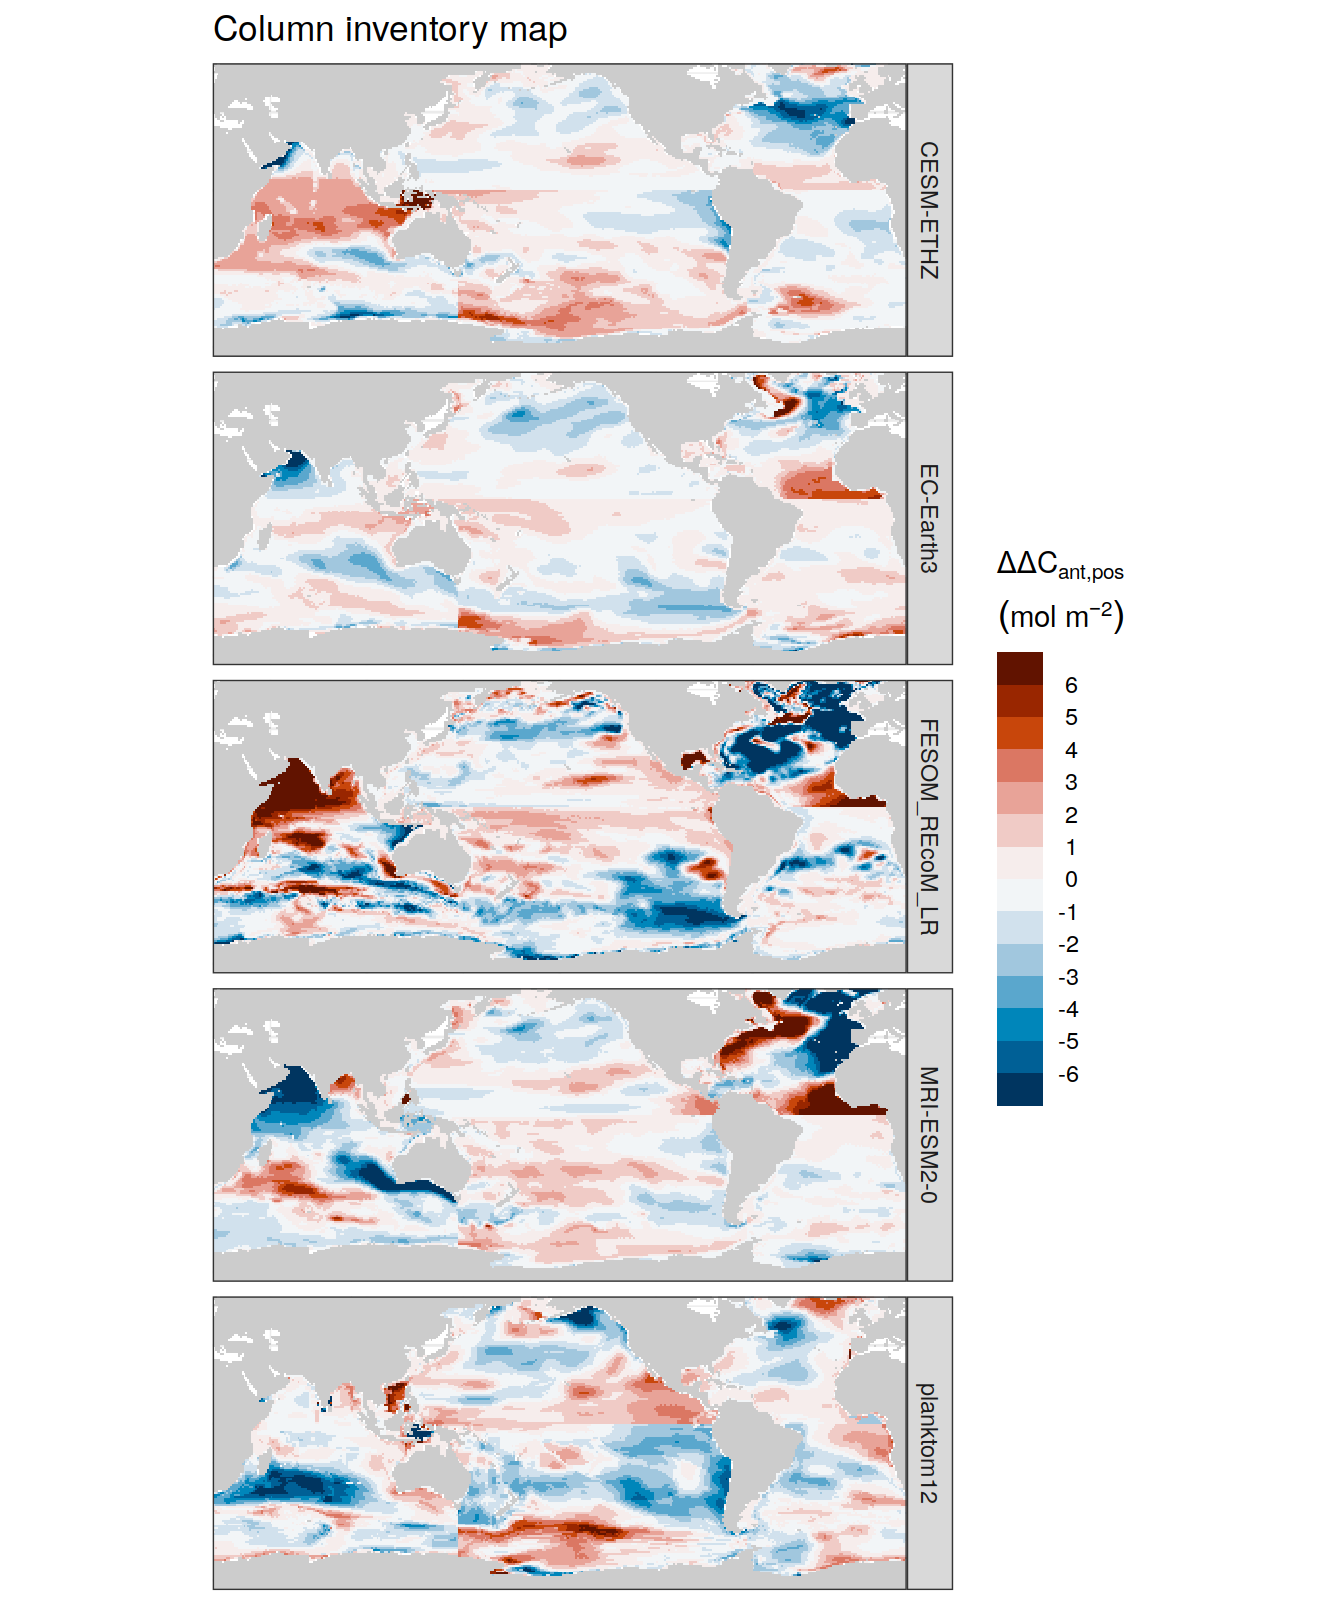 Column inventory map
CESM-ETHZ
EC-Earth3
FESOM_REcoM_LR
MRI-ESM2-0
planktom12
ΔΔCant,pos
(mol m−2)
6
5
4
3
2
1
0
-1
-2
-3
-4
-5
-6